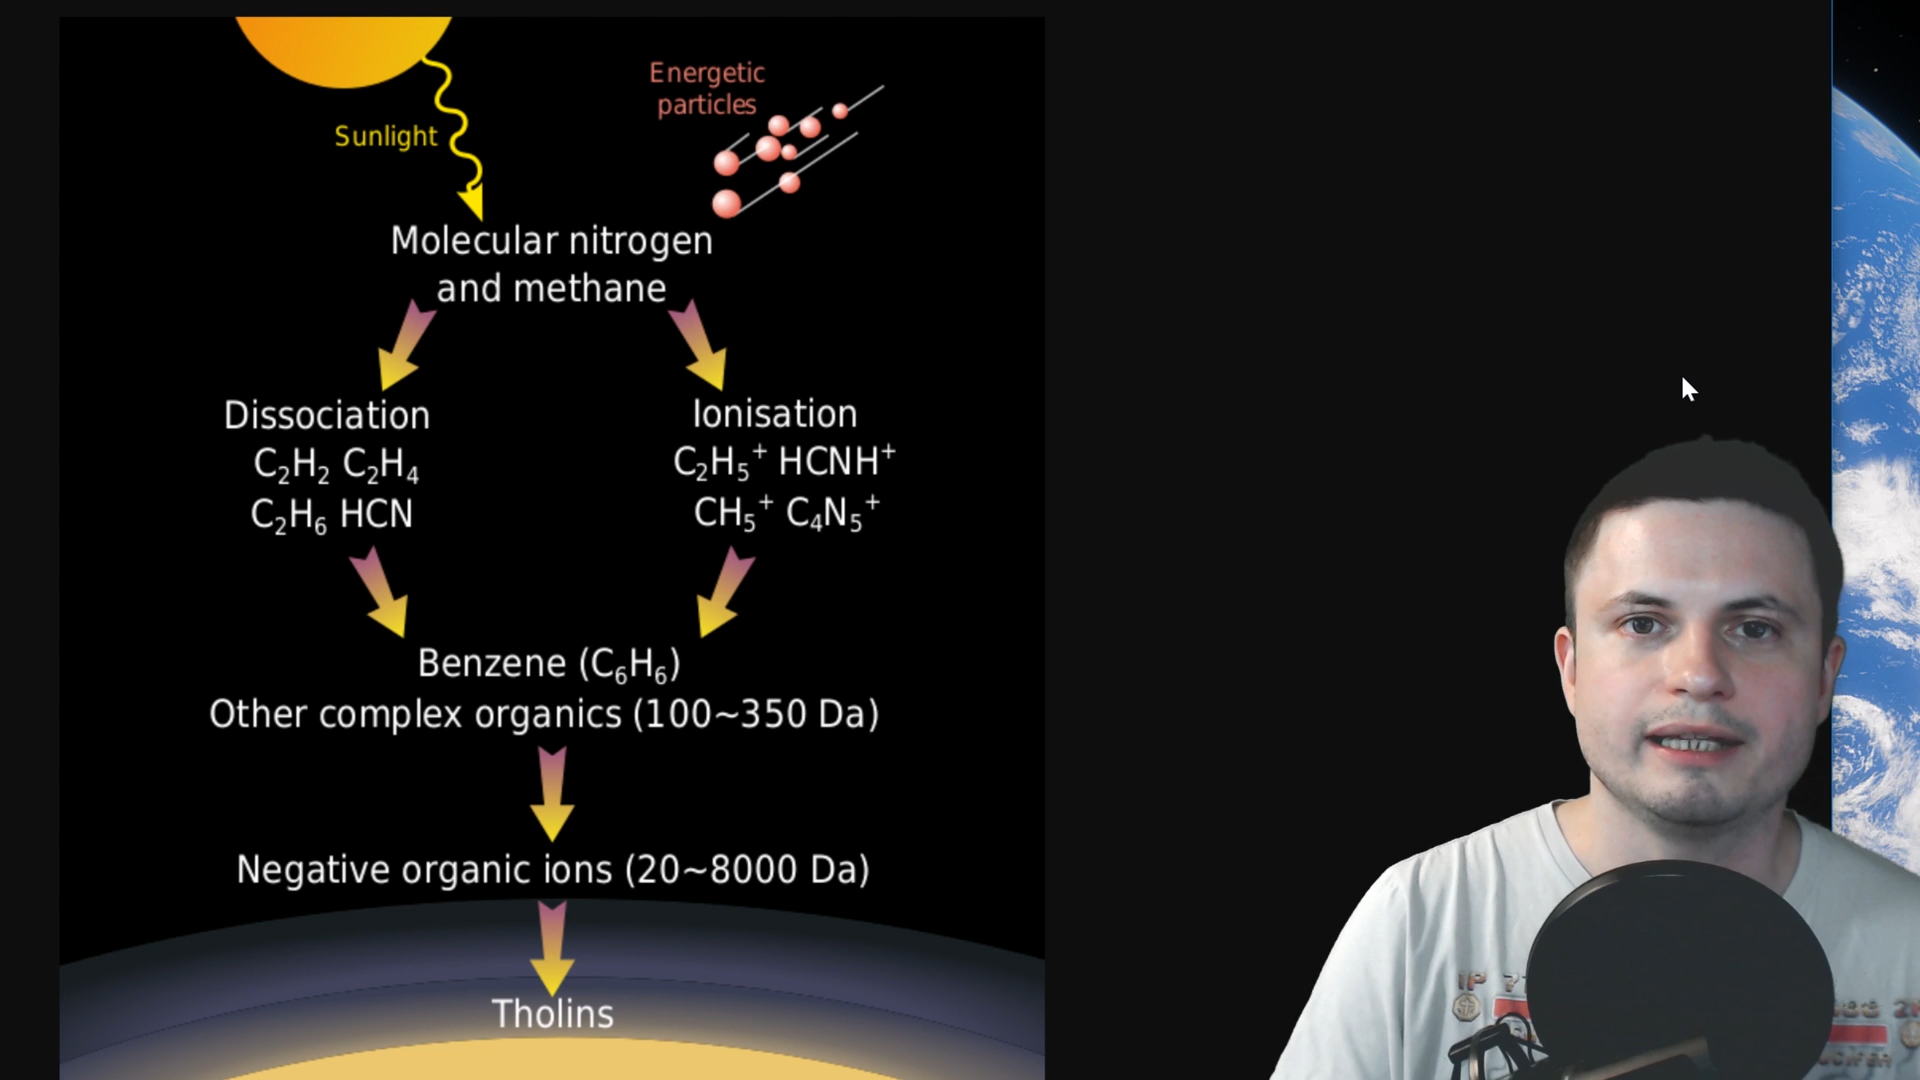 Energetic
particles
Sunlight
Molecular nitrogen
and methane
Dissociation
C₂H₂ C₂H₄
C₂H₆ HCN
Ionisation
C₂H₅⁺ HCNH⁺
CH₅⁺ C₄N₅⁺
Benzene (C₆H₆)
Other complex organics (100~350 Da)
Negative organic ions (20~8000 Da)
Tholins
IP